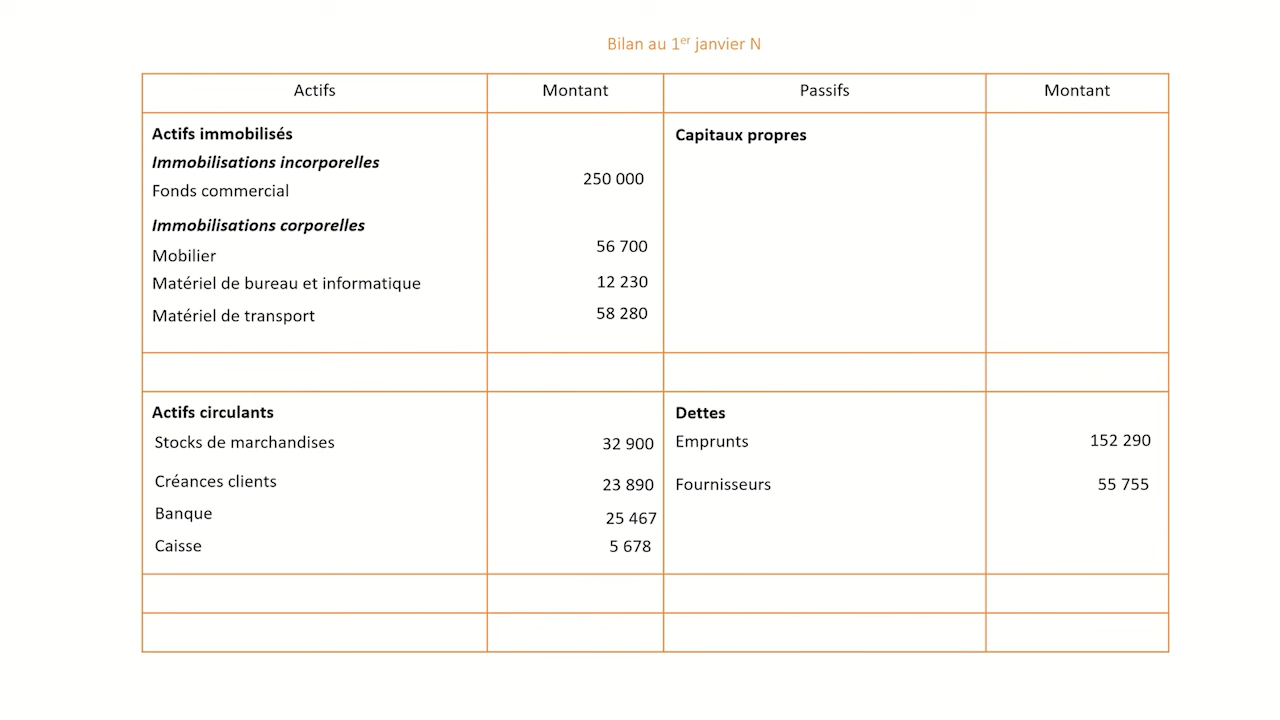 Bilan au 1er janvier N
Actifs Montant Passifs Montant
Actifs immobilisés Capitaux propres
Immobilisations incorporelles
Fonds commercial 250 000
Immobilisations corporelles
Mobilier 56 700
Matériel de bureau et informatique 12 230
Matériel de transport 58 280
Actifs circulants Dettes
Stocks de marchandises 32 900 Emprunts 152 290
Créances clients 23 890 Fournisseurs 55 755
Banque 25 467
Caisse 5 678